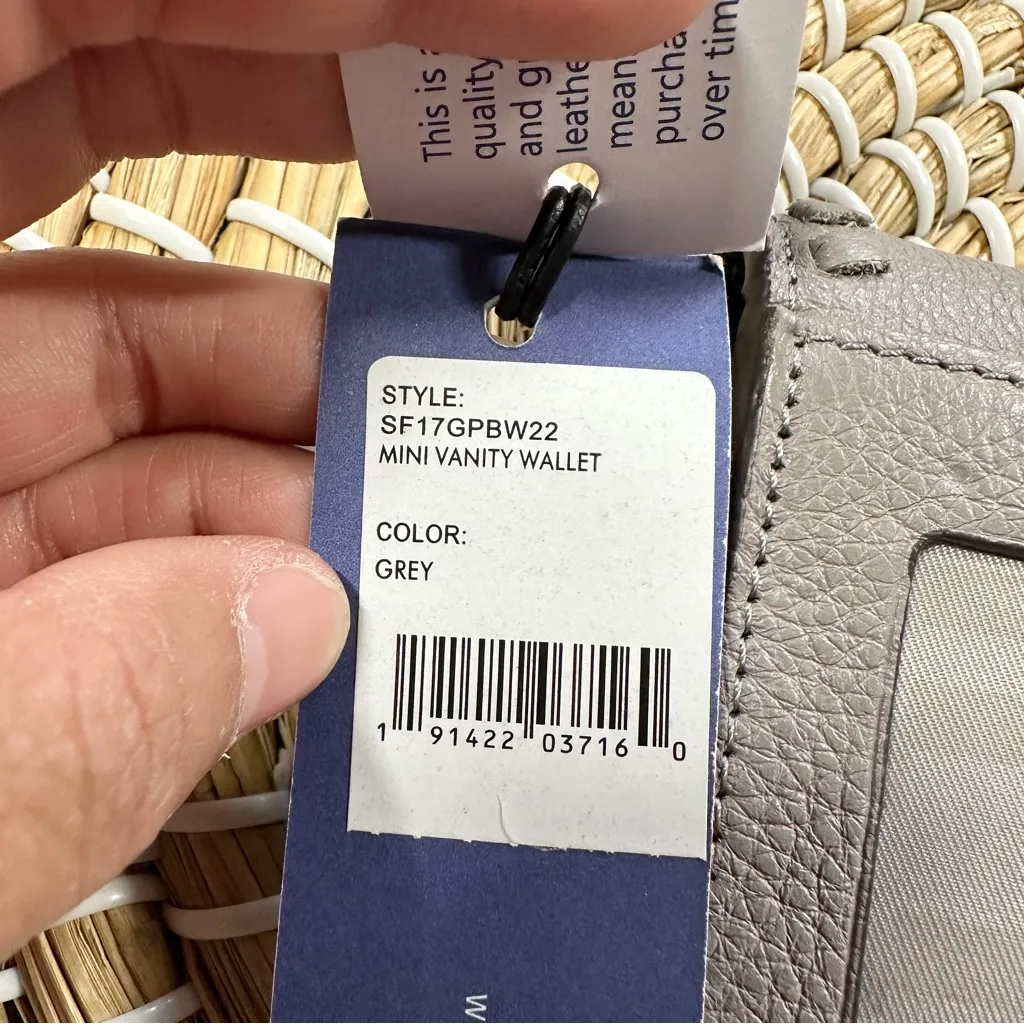 This is
quality
and
leathe
mean
purcha
over tim
STYLE:
SF17GPBW22
MINI VANITY WALLET
COLOR:
GREY
1 91422 03716 0
W